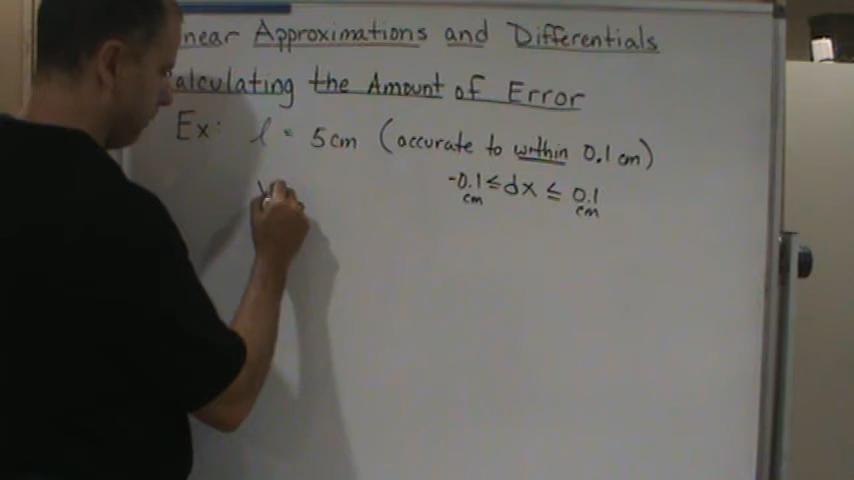 near Approximations and Differentials
alculating the Amount of Error
Ex: l = 5cm (accurate to within 0.1 cm)
-0.1 ≤ dx ≤ 0.1
cm cm